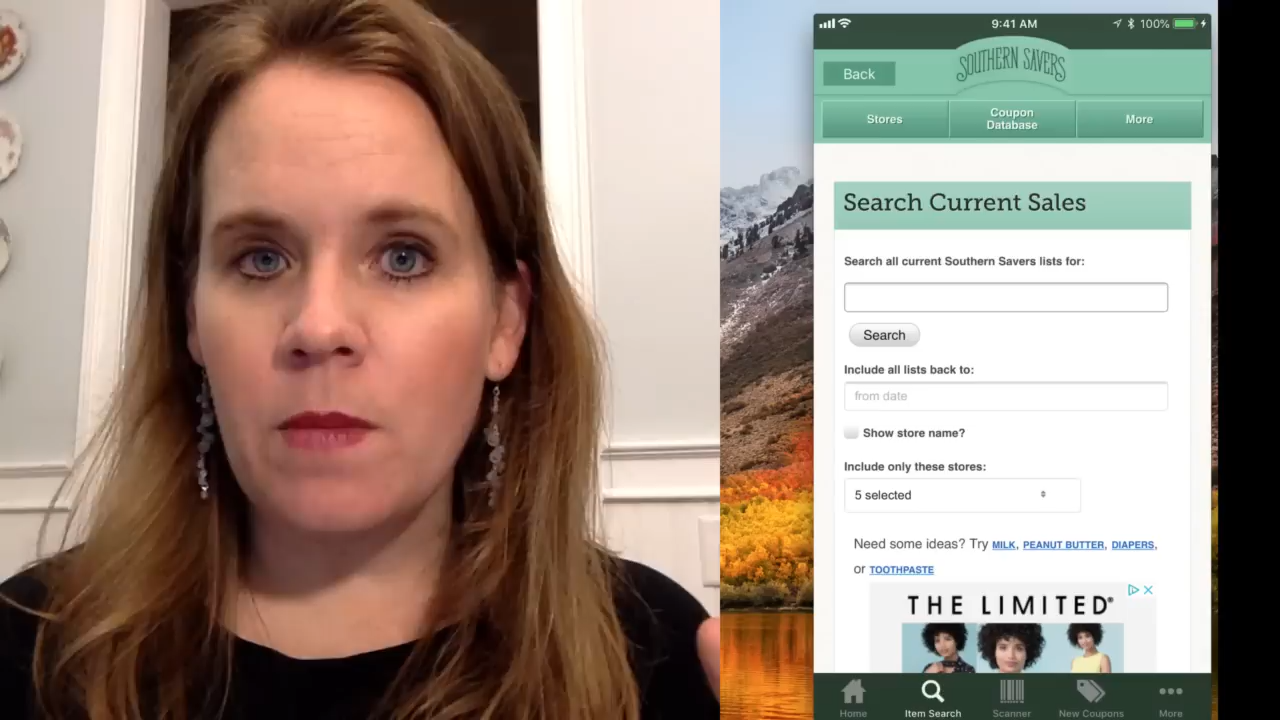 9:41 AM
100%
SOUTHERN SAVERS
Back
Stores
Coupon
Database
More
Search Current Sales
Search all current Southern Savers lists for:
Search
Include all lists back to:
from date
Show store name?
Include only these stores:
5 selected
Need some ideas? Try MILK, PEANUT BUTTER, DIAPERS,
or TOOTHPASTE
THE LIMITED®
Home
Item Search
Scanner
New Coupons
More